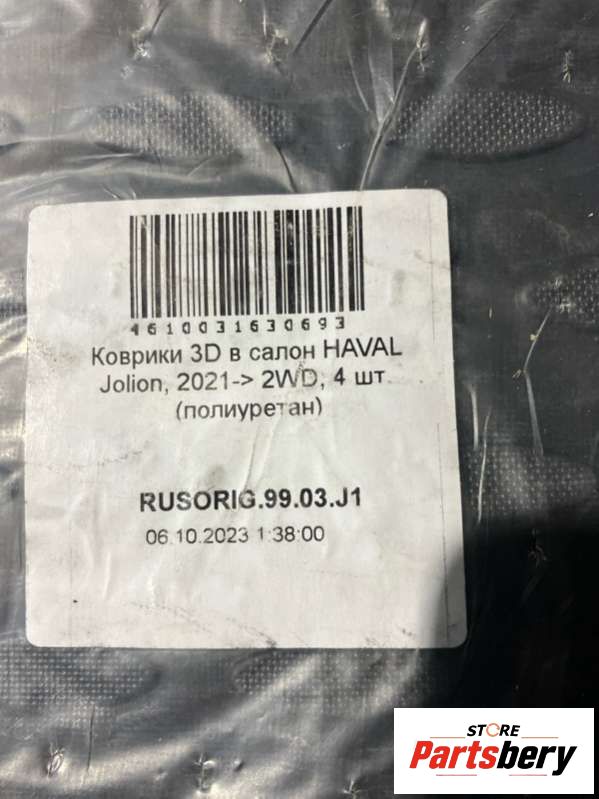 4610031630693
Коврики 3D в салон HAVAL
Jolion, 2021-> 2WD, 4 шт.
(полиуретан)
RUSORIG.99.03.J1
06.10.2023 1:38:00
STORE
Partsbery